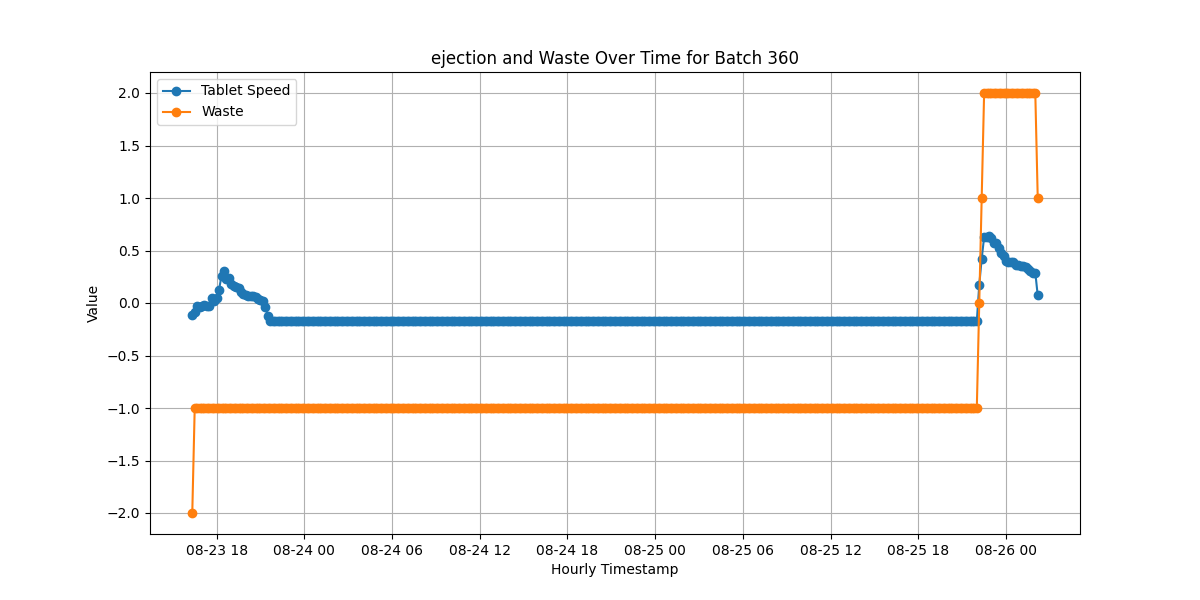 ejection and Waste Over Time for Batch 360
Tablet Speed
Waste
2.0
1.5
1.0
0.5
0.0
−0.5
−1.0
−1.5
−2.0
Value
08-23 18 08-24 00 08-24 06 08-24 12 08-24 18 08-25 00 08-25 06 08-25 12 08-25 18 08-26 00
Hourly Timestamp